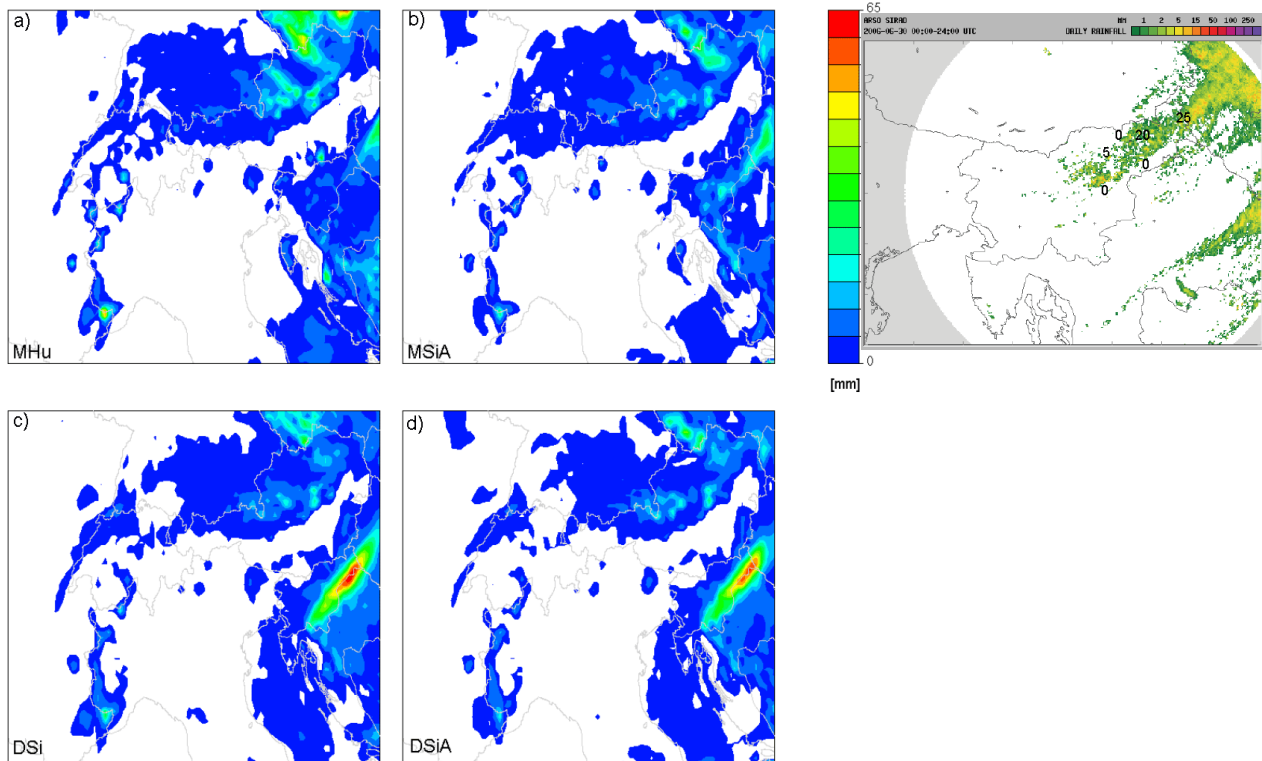 a)
MHu
b)
MSiA
65
0
[mm]
ARSO SIRAD
MM 1 2 5 15 50 100 250
2006-06-30 00:00-24:00 UTC
DAILY RAINFALL
25
0 20
5
0
0
c)
DSi
d)
DSiA